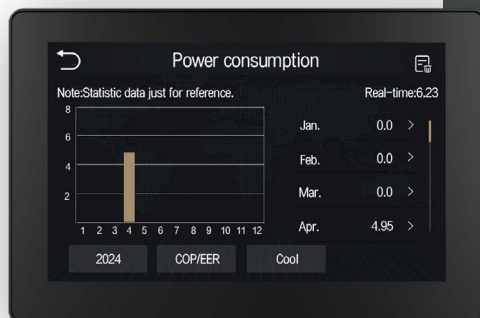 Power consumption
Note:Statistic data just for reference.
Real-time:6.23
8
6
4
2
1 2 3 4 5 6 7 8 9 10 11 12
Jan. 0.0 >
Feb. 0.0 >
Mar. 0.0 >
Apr. 4.95 >
2024 COP/EER Cool